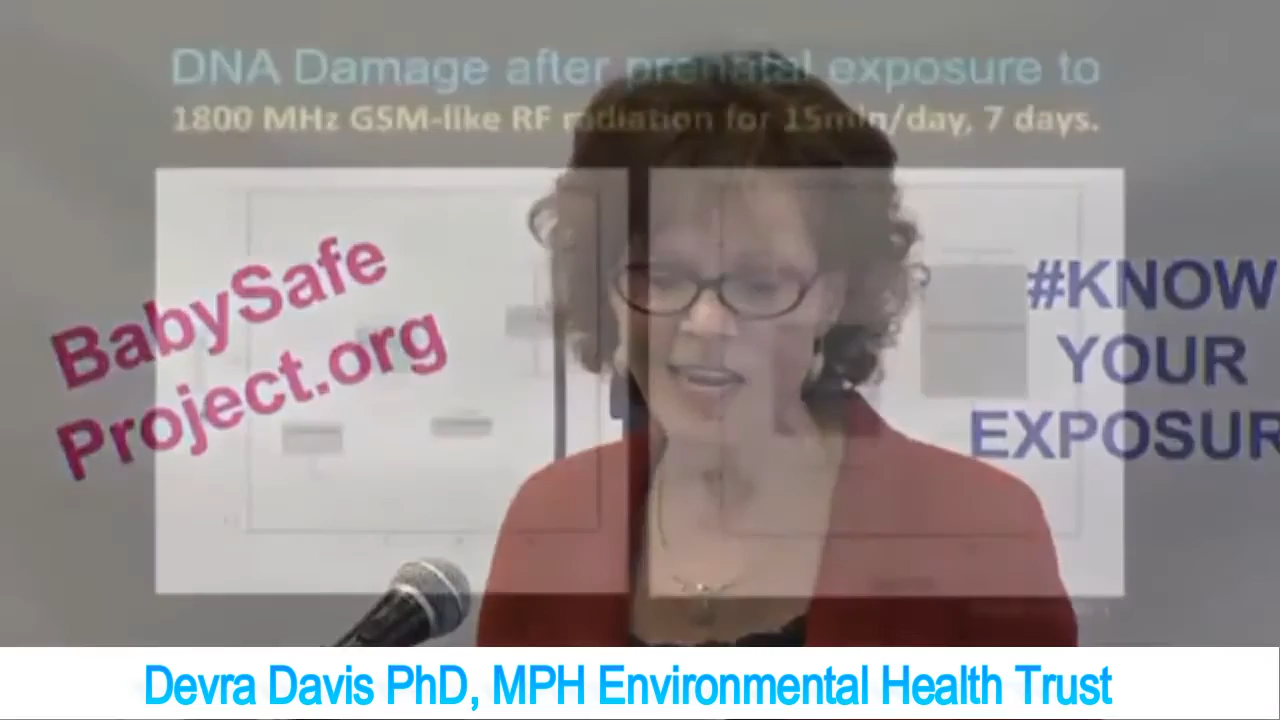 DNA Damage after prenatal exposure to
1800 MHz GSM-like RF radiation for 15min/day, 7 days.
BabySafe
Project.org
#KNOW
YOUR
EXPOSUR
Devra Davis PhD, MPH Environmental Health Trust